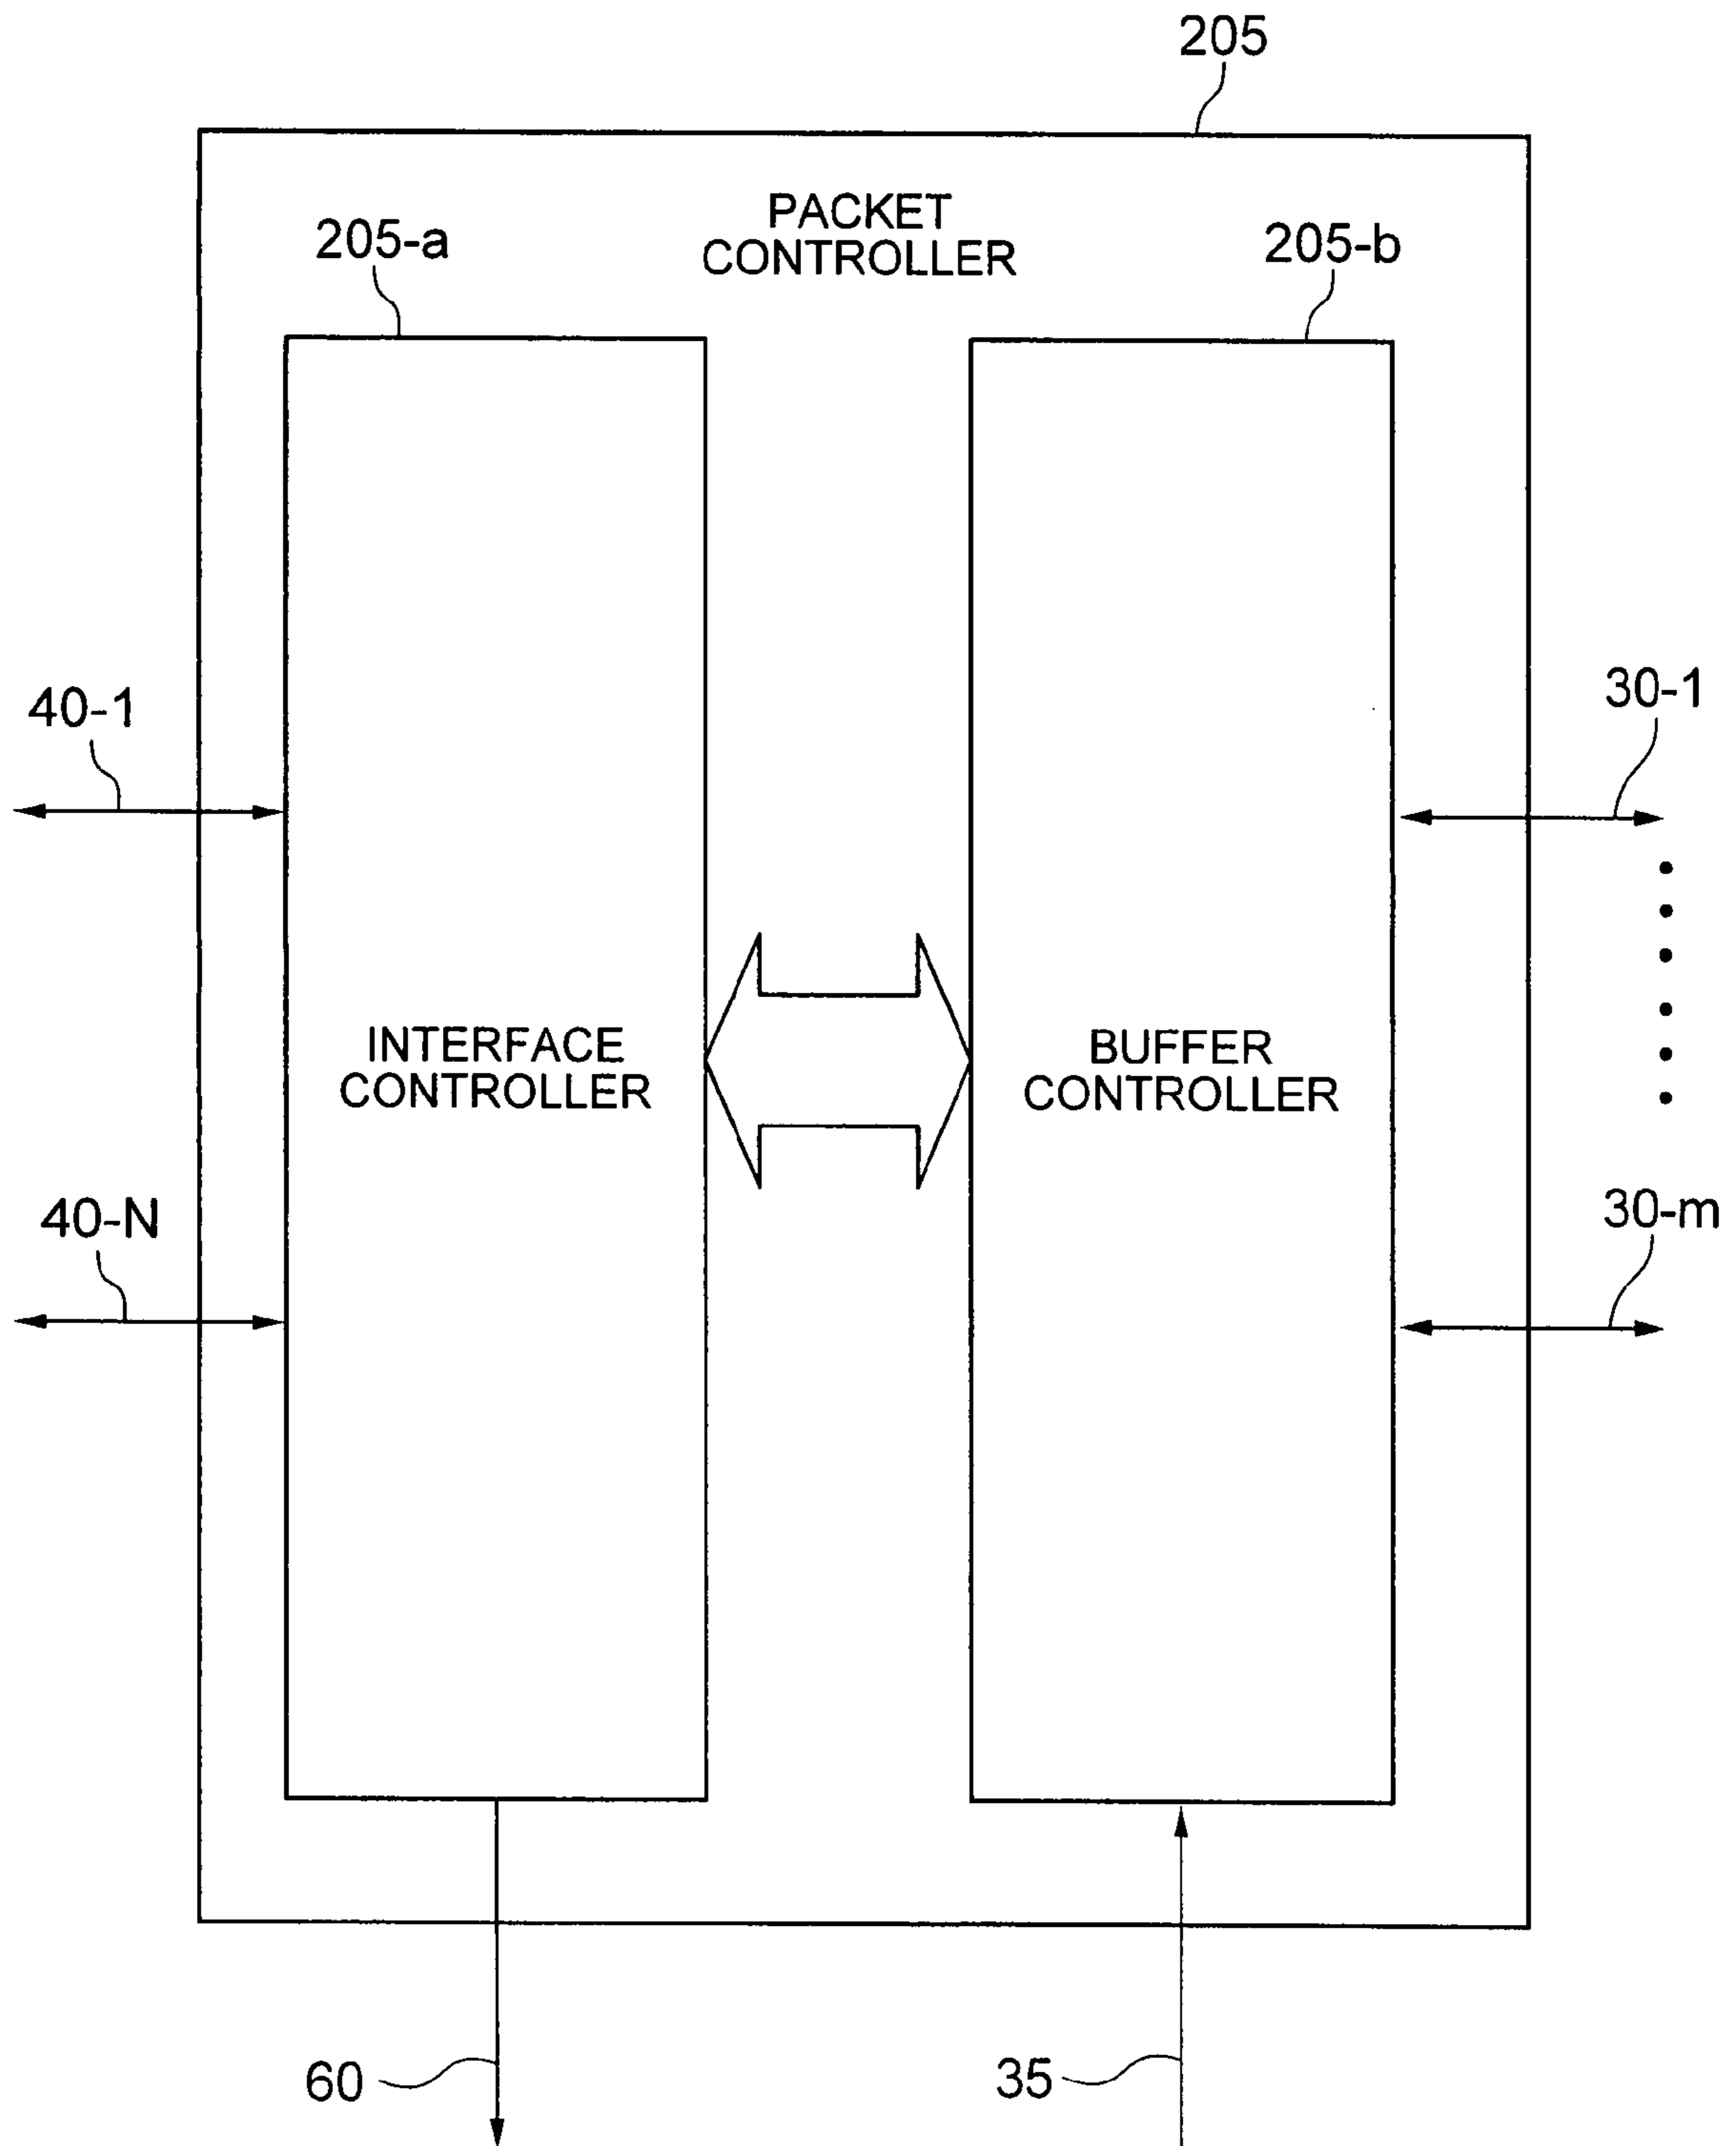 205
PACKET
CONTROLLER
205-a
205-b
40-1
30-1
INTERFACE
CONTROLLER
BUFFER
CONTROLLER
40-N
30-m
60
35